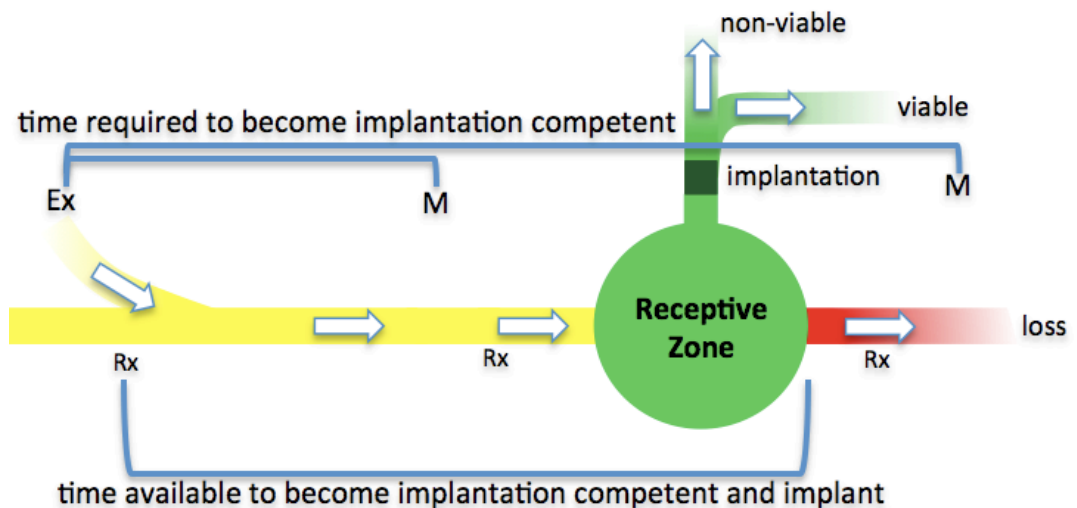 non-viable
viable
time required to become implantation competent
implantation
Ex
M
M
Receptive
Zone
loss
Rx
Rx
Rx
time available to become implantation competent and implant